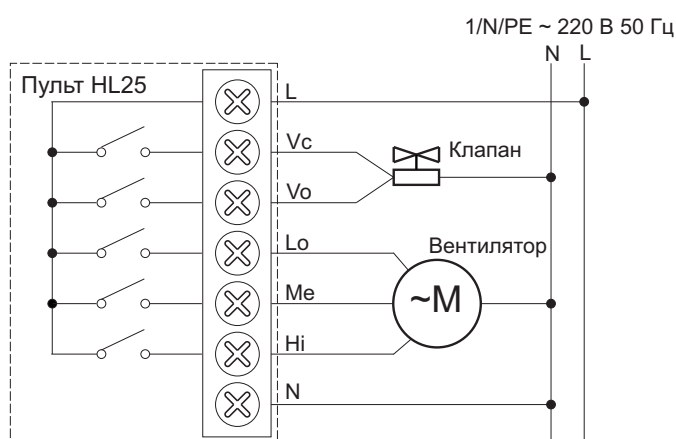 1/N/PE ~ 220 В 50 Гц
N L
Пульт HL25
L
Vc
Клапан
Vo
Lo
Вентилятор
Me
~M
Hi
N